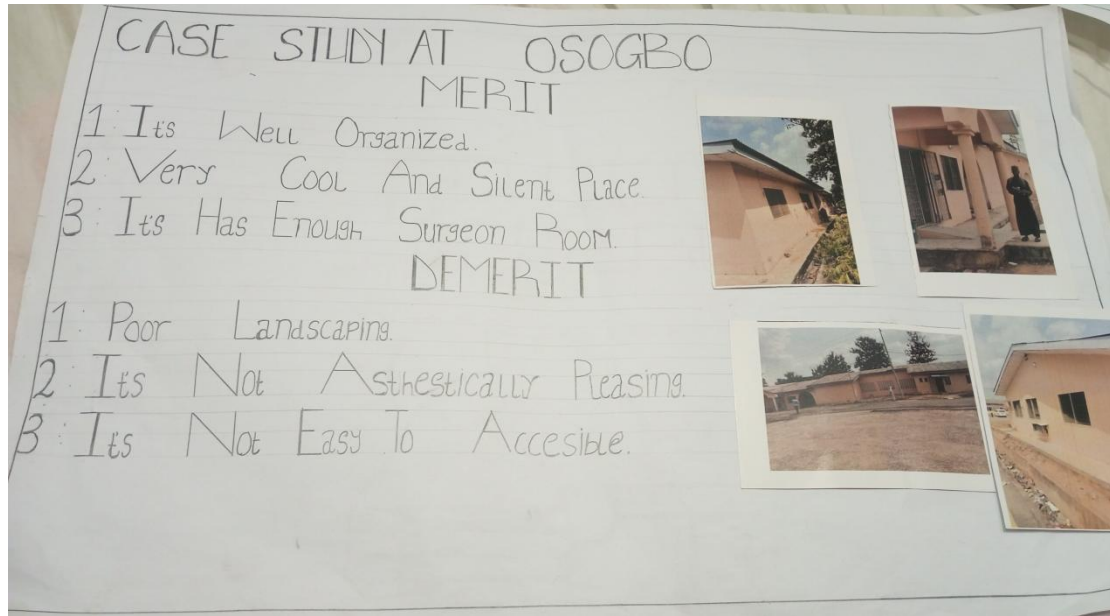 CASE STUDY AT OSOGBO
MERIT
1: Its Well Organized.
2: Very Cool And Silent Place.
3: Its Has Enough Surgeon Room.
DEMERIT
1: Poor Landscaping.
2: Its Not Asthestically Pleasing.
3: Its Not Easy To Accesible.